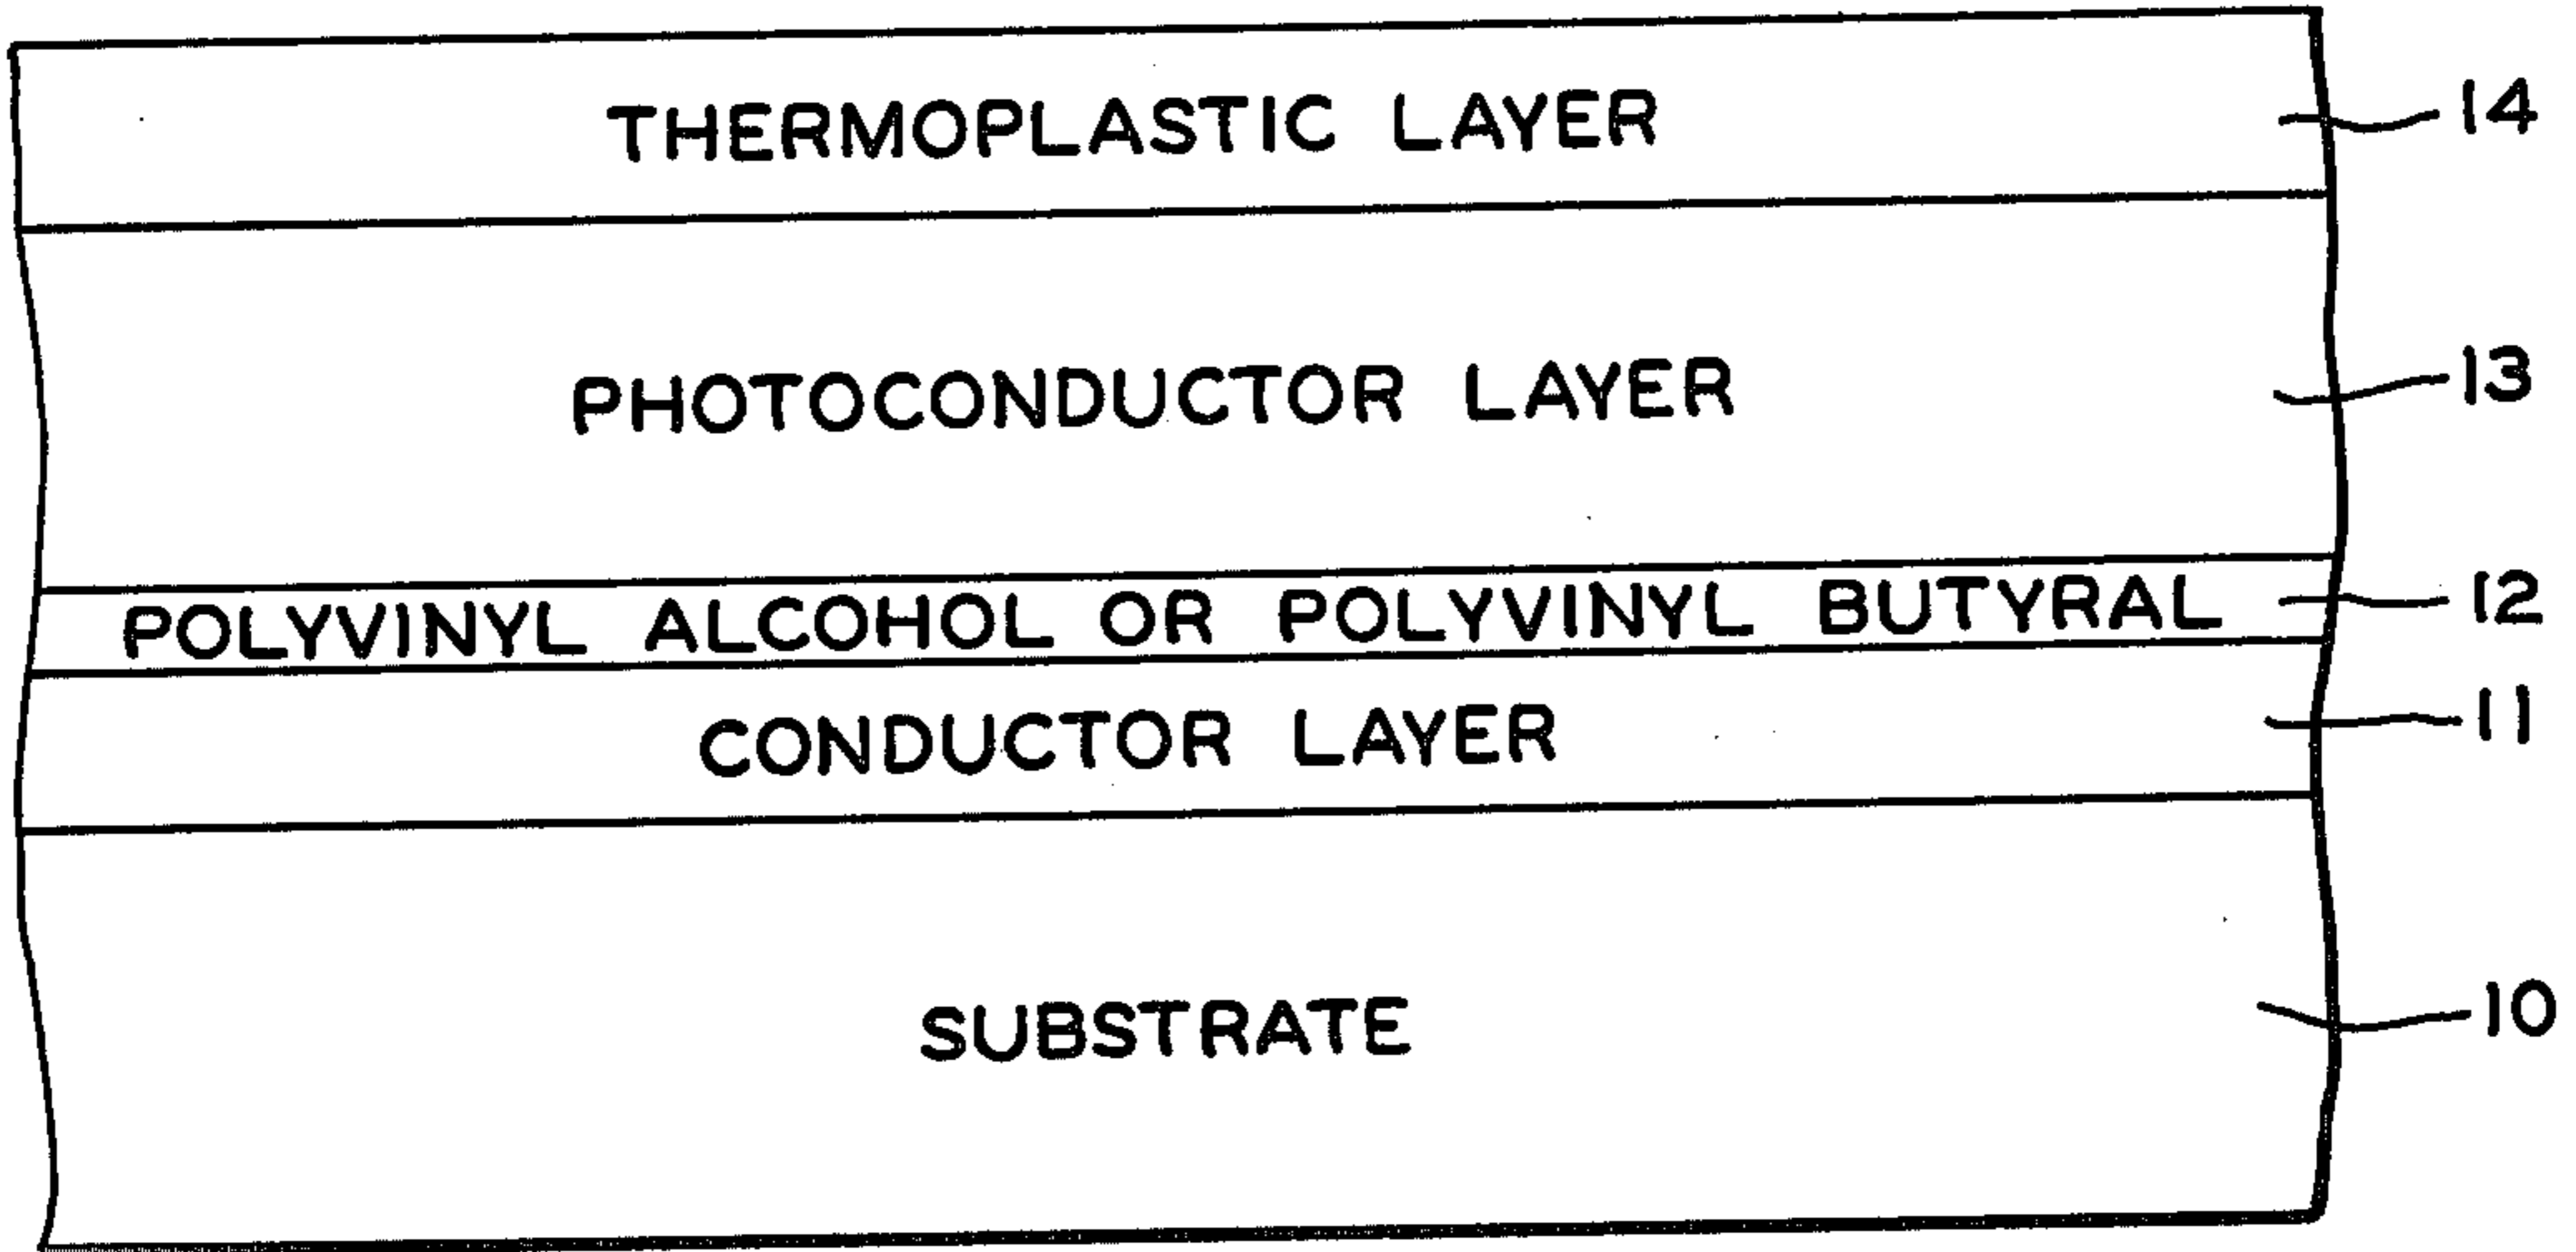 THERMOPLASTIC LAYER 14
PHOTOCONDUCTOR LAYER 13
POLYVINYL ALCOHOL OR POLYVINYL BUTYRAL 12
CONDUCTOR LAYER 11
SUBSTRATE 10